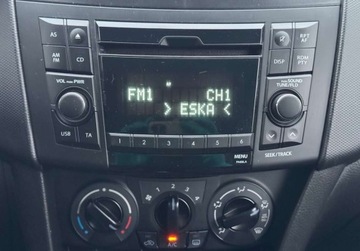 AS
RPT
AM
FM
CD
DISP
RDM
PTY
VOL PUSH PWR
SOUND
TUNE/FLD
FM1 CH1
> ESKA <
USB TA
1 2 3 4 5 6
MENU
SEEK/TRACK
A/C